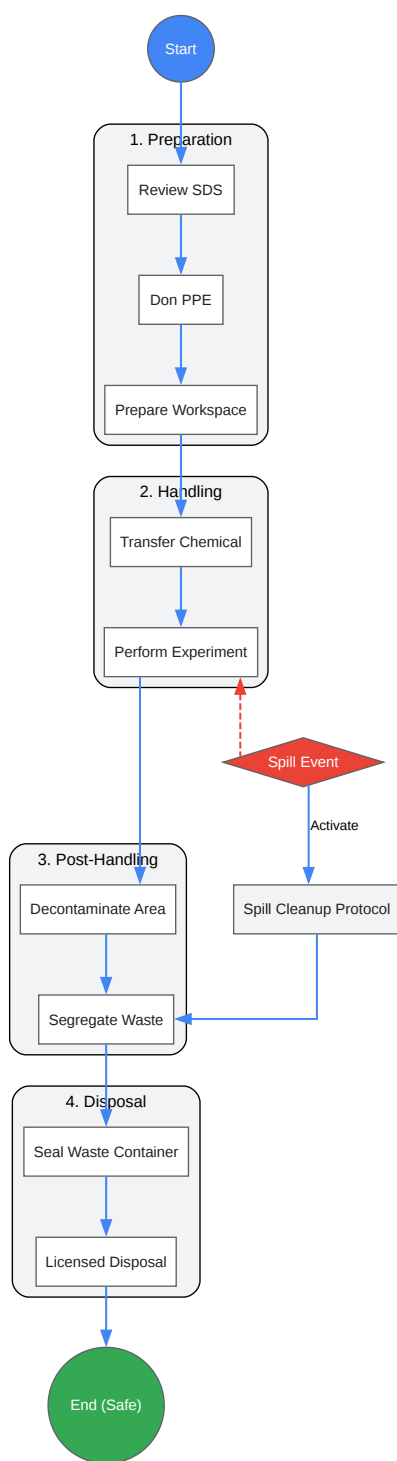 Start
1. Preparation
Review SDS
Don PPE
Prepare Workspace
2. Handling
Transfer Chemical
Perform Experiment
Spill Event
Activate
3. Post-Handling
Decontaminate Area
Spill Cleanup Protocol
Segregate Waste
4. Disposal
Seal Waste Container
Licensed Disposal
End (Safe)